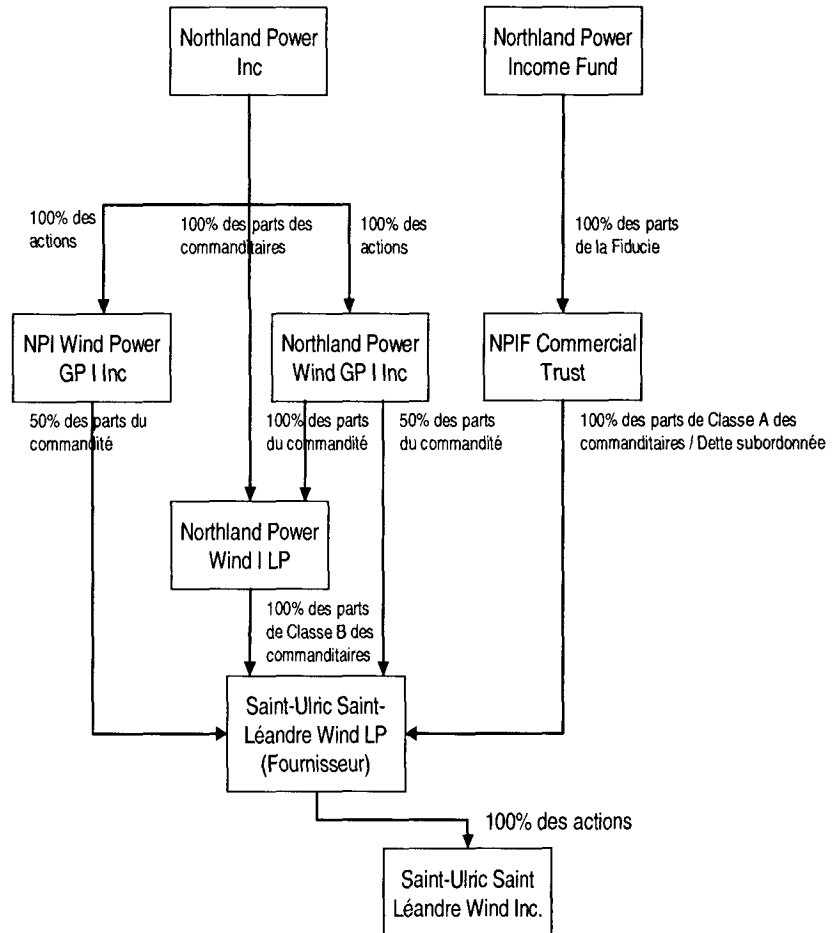 Northland Power
Inc
Northland Power
Income Fund
100% des
actions
100% des parts des
commanditaires
100% des
actions
100% des parts
de la Fiducie
NPI Wind Power
GP I Inc
Northland Power
Wind GP I Inc
NPIF Commercial
Trust
50% des parts du
commandité
100% des parts
du commandité
50% des parts
du commandité
100% des parts de Classe A des
commanditaires / Dette subordonnée
Northland Power
Wind I LP
100% des parts
de Classe B des
commanditaires
Saint-Ulric Saint-
Léandre Wind LP
(Fournisseur)
100% des actions
Saint-Ulric Saint
Léandre Wind Inc.